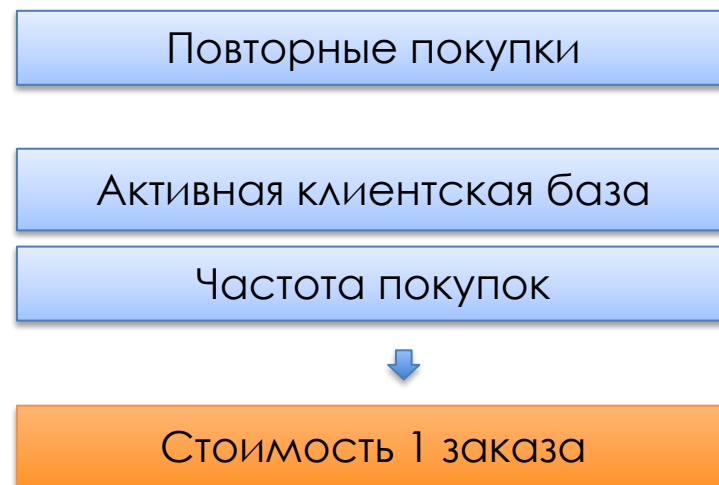 Повторные покупки
Активная клиентская база
Частота покупок
Стоимость 1 заказа